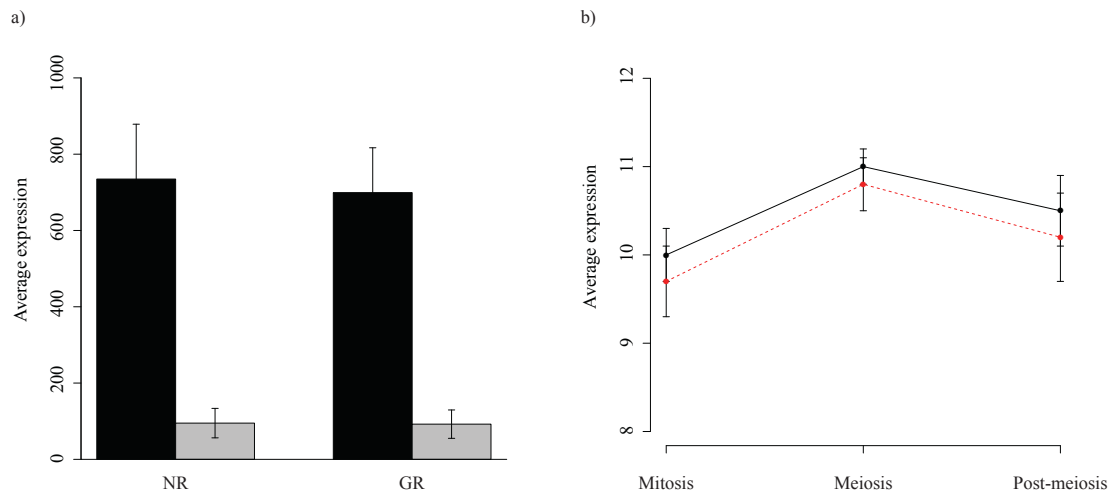 a)
Average expression
1000
800
600
400
200
0
NR GR
b)
Average expression
12
11
10
9
8
Mitosis Meiosis Post-meiosis